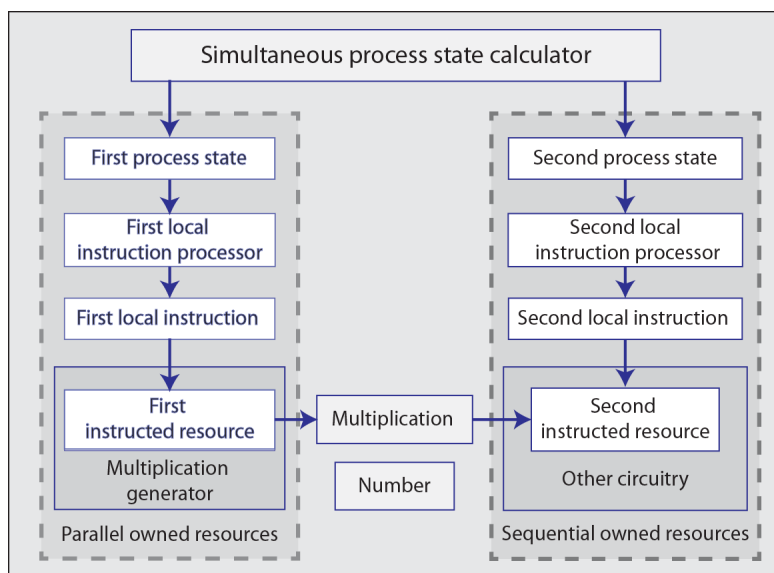 Simultaneous process state calculator
First process state
First local
instruction processor
First local instruction
First
instructed resource
Multiplication
generator
Parallel owned resources
Multiplication
Number
Second process state
Second local
instruction processor
Second local instruction
Second
instructed resource
Other circuitry
Sequential owned resources